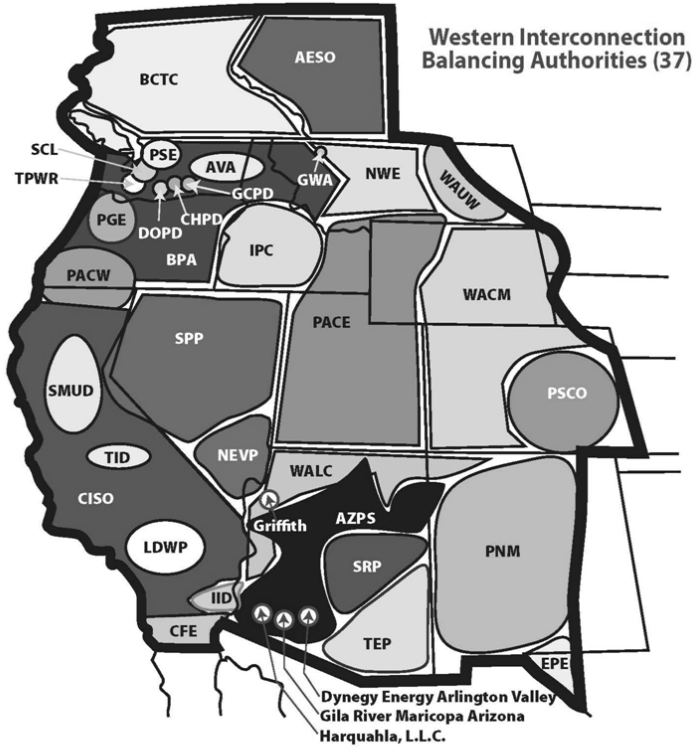 Western Interconnection
Balancing Authorities (37)
AESO
BCTC
SCL
PSE
TPWR
AVA
GWA
NWE
WAUW
GCPD
PGE
CHPD
DOPD
BPA
IPC
PACW
WACM
PACE
SPP
SMUD
PSCO
TID
NEVP
WALC
CISO
Griffith
AZPS
LDWP
PNM
SRP
IID
CFE
TEP
EPE
Dynegy Energy Arlington Valley
Gila River Maricopa Arizona
Harquahla, L.L.C.